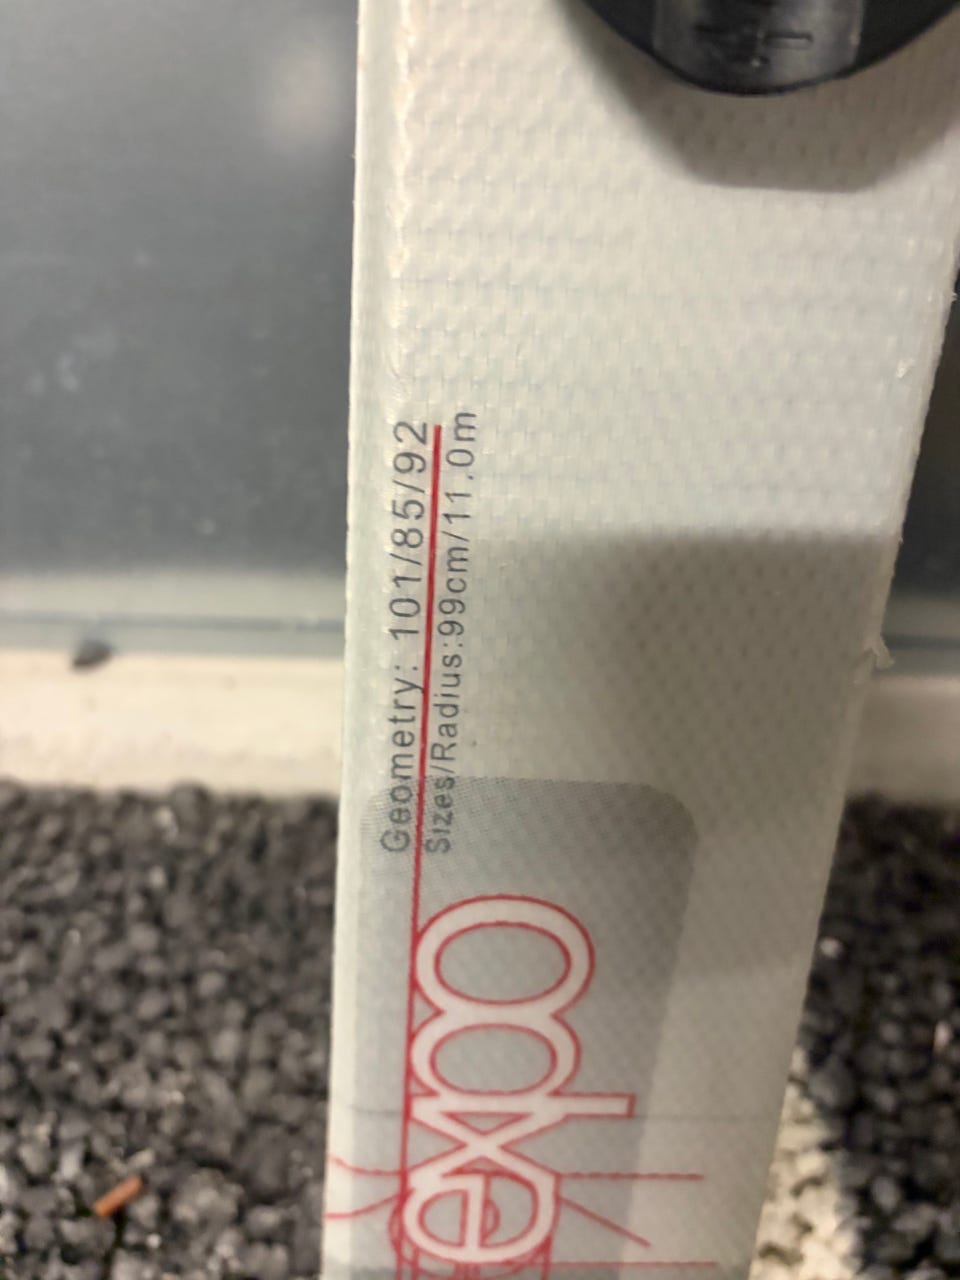 Geometry: 101/85/92
Sizes/Radius:99cm/11.0m
expo